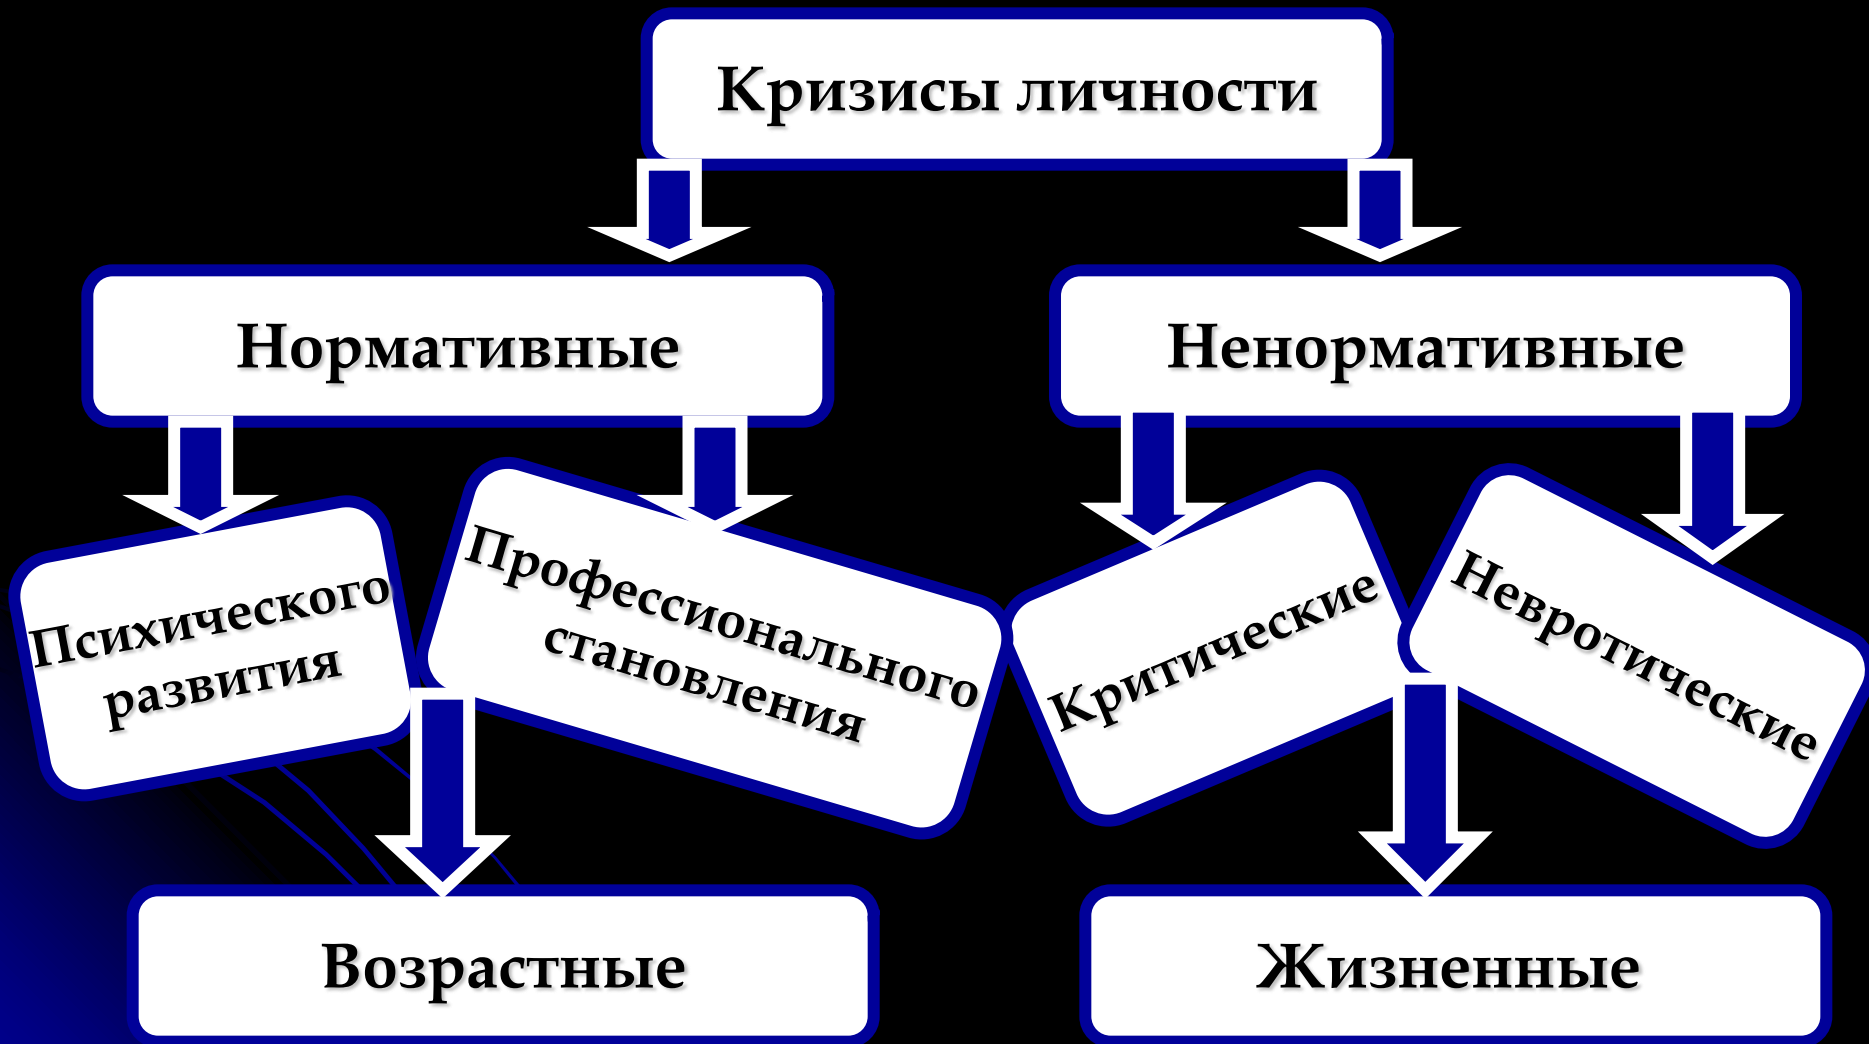 Кризисы личности
Нормативные
Ненормативные
Психического
развития
Профессионального
становления
Критические
Невротические
Возрастные
Жизненные